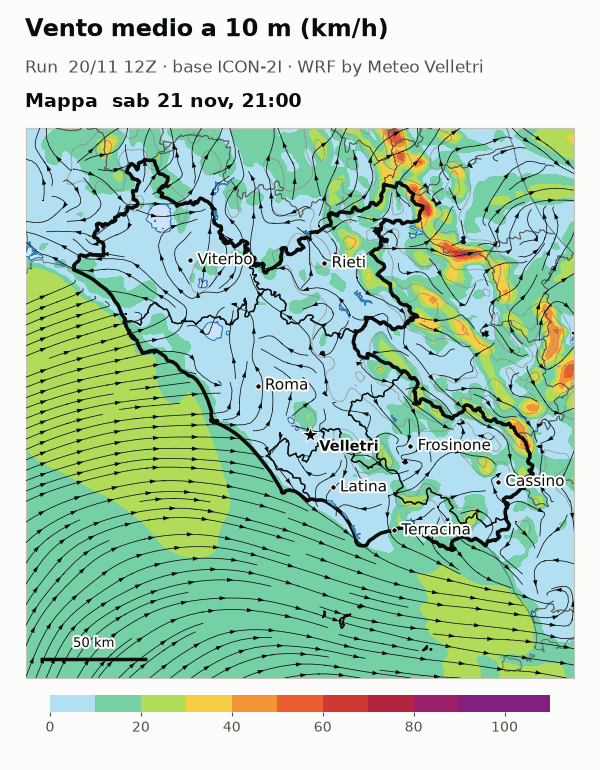 Vento medio a 10 m (km/h)
Run  20/11 12Z · base ICON-2I · WRF by Meteo Velletri
Mappa  sab 21 nov, 21:00
Viterbo
Rieti
Roma
Velletri
Frosinone
Cassino
Latina
Terracina
50 km
0 20 40 60 80 100